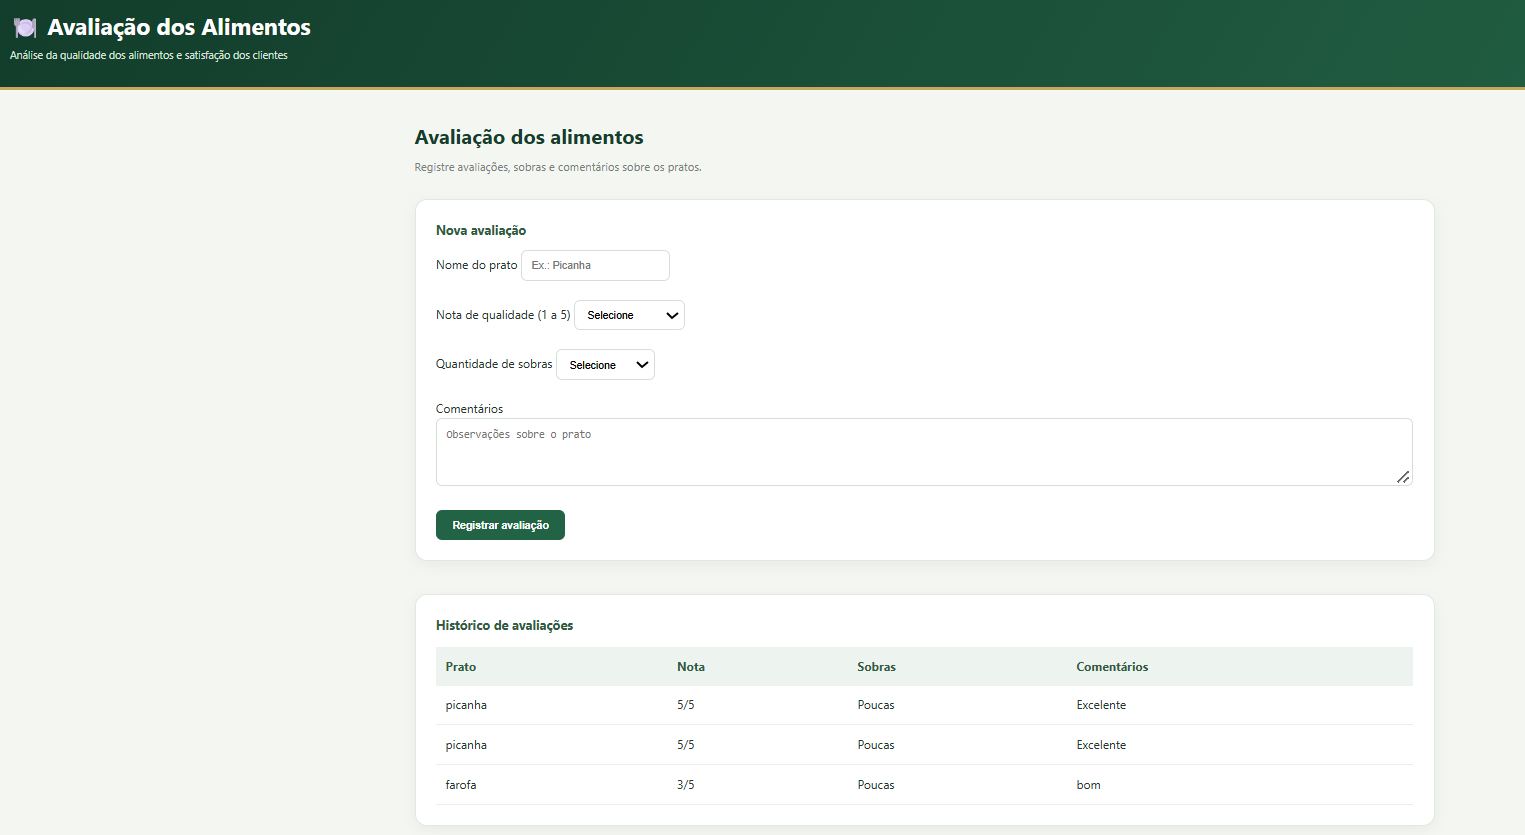 Avaliação dos Alimentos
Análise da qualidade dos alimentos e satisfação dos clientes
Avaliação dos alimentos
Registre avaliações, sobras e comentários sobre os pratos.
Nova avaliação
Nome do prato Ex.: Picanha
Nota de qualidade (1 a 5) Selecione
Quantidade de sobras Selecione
Comentários
Observações sobre o prato
Registrar avaliação
Histórico de avaliações
Prato Nota Sobras Comentários
picanha 5/5 Poucas Excelente
picanha 5/5 Poucas Excelente
farofa 3/5 Poucas bom